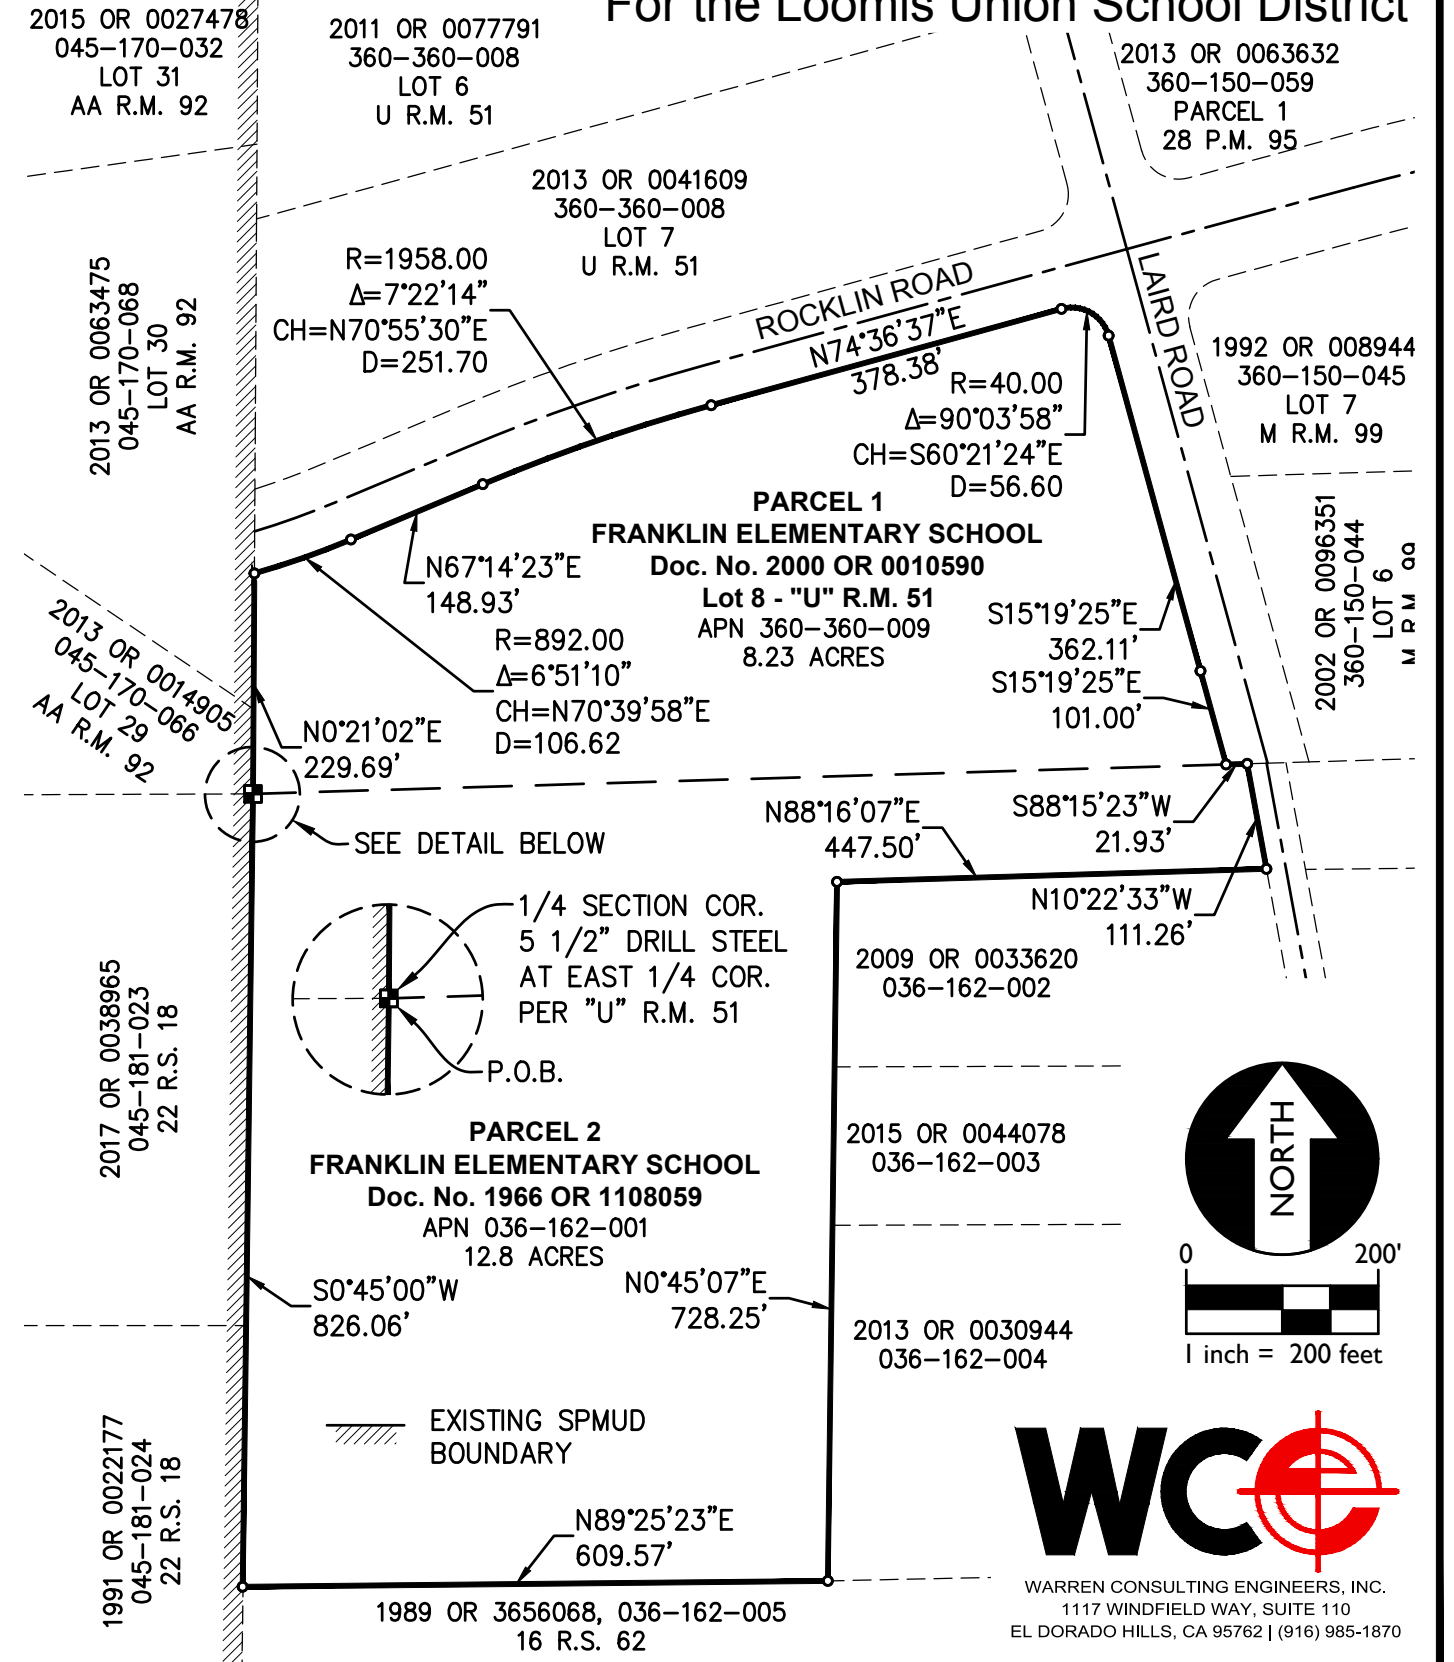 For the Loomis Union School District
2015 OR 0027478
045-170-032
LOT 31
AA R.M. 92
2011 OR 0077791
360-360-008
LOT 6
U R.M. 51
2013 OR 0063632
360-150-059
PARCEL 1
28 P.M. 95
2013 OR 0041609
360-360-008
LOT 7
U R.M. 51
2013 OR 0063475
045-170-068
LOT 30
AA R.M. 92
R=1958.00
Δ=7°22'14"
CH=N70°55'30"E
D=251.70
ROCKLIN ROAD
N74°36'37"E
378.38'
LAIRD ROAD
R=40.00
Δ=90°03'58"
CH=S60°21'24"E
D=56.60
1992 OR 008944
360-150-045
LOT 7
M R.M. 99
PARCEL 1
FRANKLIN ELEMENTARY SCHOOL
Doc. No. 2000 OR 0010590
Lot 8 - "U" R.M. 51
APN 360-360-009
8.23 ACRES
2002 OR 0096351
360-150-044
LOT 6
N67°14'23"E
148.93'
R=892.00
Δ=6°51'10"
CH=N70°39'58"E
D=106.62
S15°19'25"E
362.11'
S15°19'25"E
101.00'
2013 OR 0014905
045-170-066
LOT 29
AA R.M. 92
N0°21'02"E
229.69'
SEE DETAIL BELOW
N88°16'07"E
447.50'
S88°15'23"W
21.93'
N10°22'33"W
111.26'
1/4 SECTION COR.
5 1/2" DRILL STEEL
AT EAST 1/4 COR.
PER "U" R.M. 51
P.O.B.
2009 OR 0033620
036-162-002
2017 OR 0038965
045-181-023
22 R.S. 18
PARCEL 2
FRANKLIN ELEMENTARY SCHOOL
Doc. No. 1966 OR 1108059
APN 036-162-001
12.8 ACRES
2015 OR 0044078
036-162-003
NORTH
0 200'
1 inch = 200 feet
S0°45'00"W
826.06'
N0°45'07"E
728.25'
2013 OR 0030944
036-162-004
EXISTING SPMUD
BOUNDARY
1991 OR 0022177
045-181-024
22 R.S. 18
N89°25'23"E
609.57'
1989 OR 3656068, 036-162-005
16 R.S. 62
WCe
WARREN CONSULTING ENGINEERS, INC.
1117 WINDFIELD WAY, SUITE 110
EL DORADO HILLS, CA 95762 | (916) 985-1870